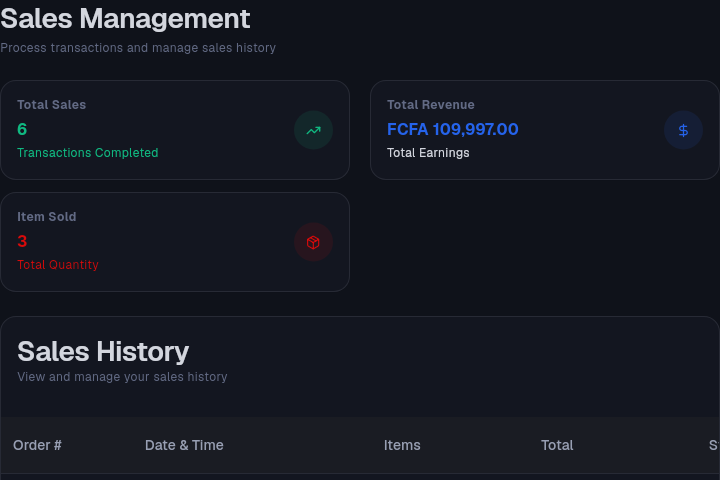 Sales Management
Process transactions and manage sales history
Total Sales
6
Transactions Completed
Total Revenue
FCFA 109,997.00
Total Earnings
Item Sold
3
Total Quantity
Sales History
View and manage your sales history
Order # Date & Time Items Total